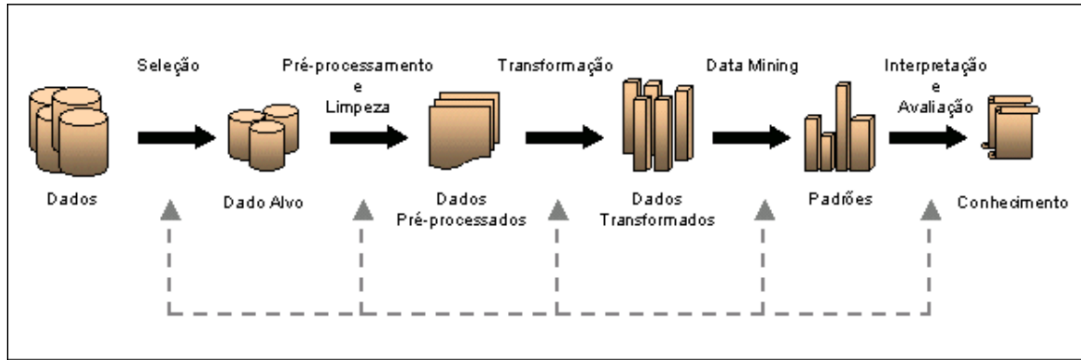 Seleção
Pré-processamento
e
Limpeza
Transformação
Data Mining
Interpretação
e
Avaliação
Dados
Dado Alvo
Dados
Pré-processados
Dados
Transformados
Padrões
Conhecimento